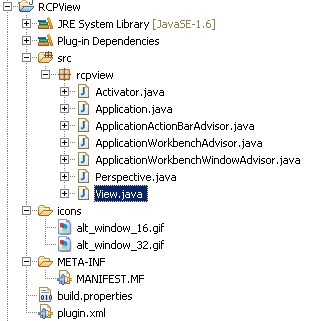 RCPView
JRE System Library [JavaSE-1.6]
Plug-in Dependencies
src
rcpview
Activator.java
Application.java
ApplicationActionBarAdvisor.java
ApplicationWorkbenchAdvisor.java
ApplicationWorkbenchWindowAdvisor.java
Perspective.java
View.java
icons
alt_window_16.gif
alt_window_32.gif
META-INF
MANIFEST.MF
build.properties
plugin.xml